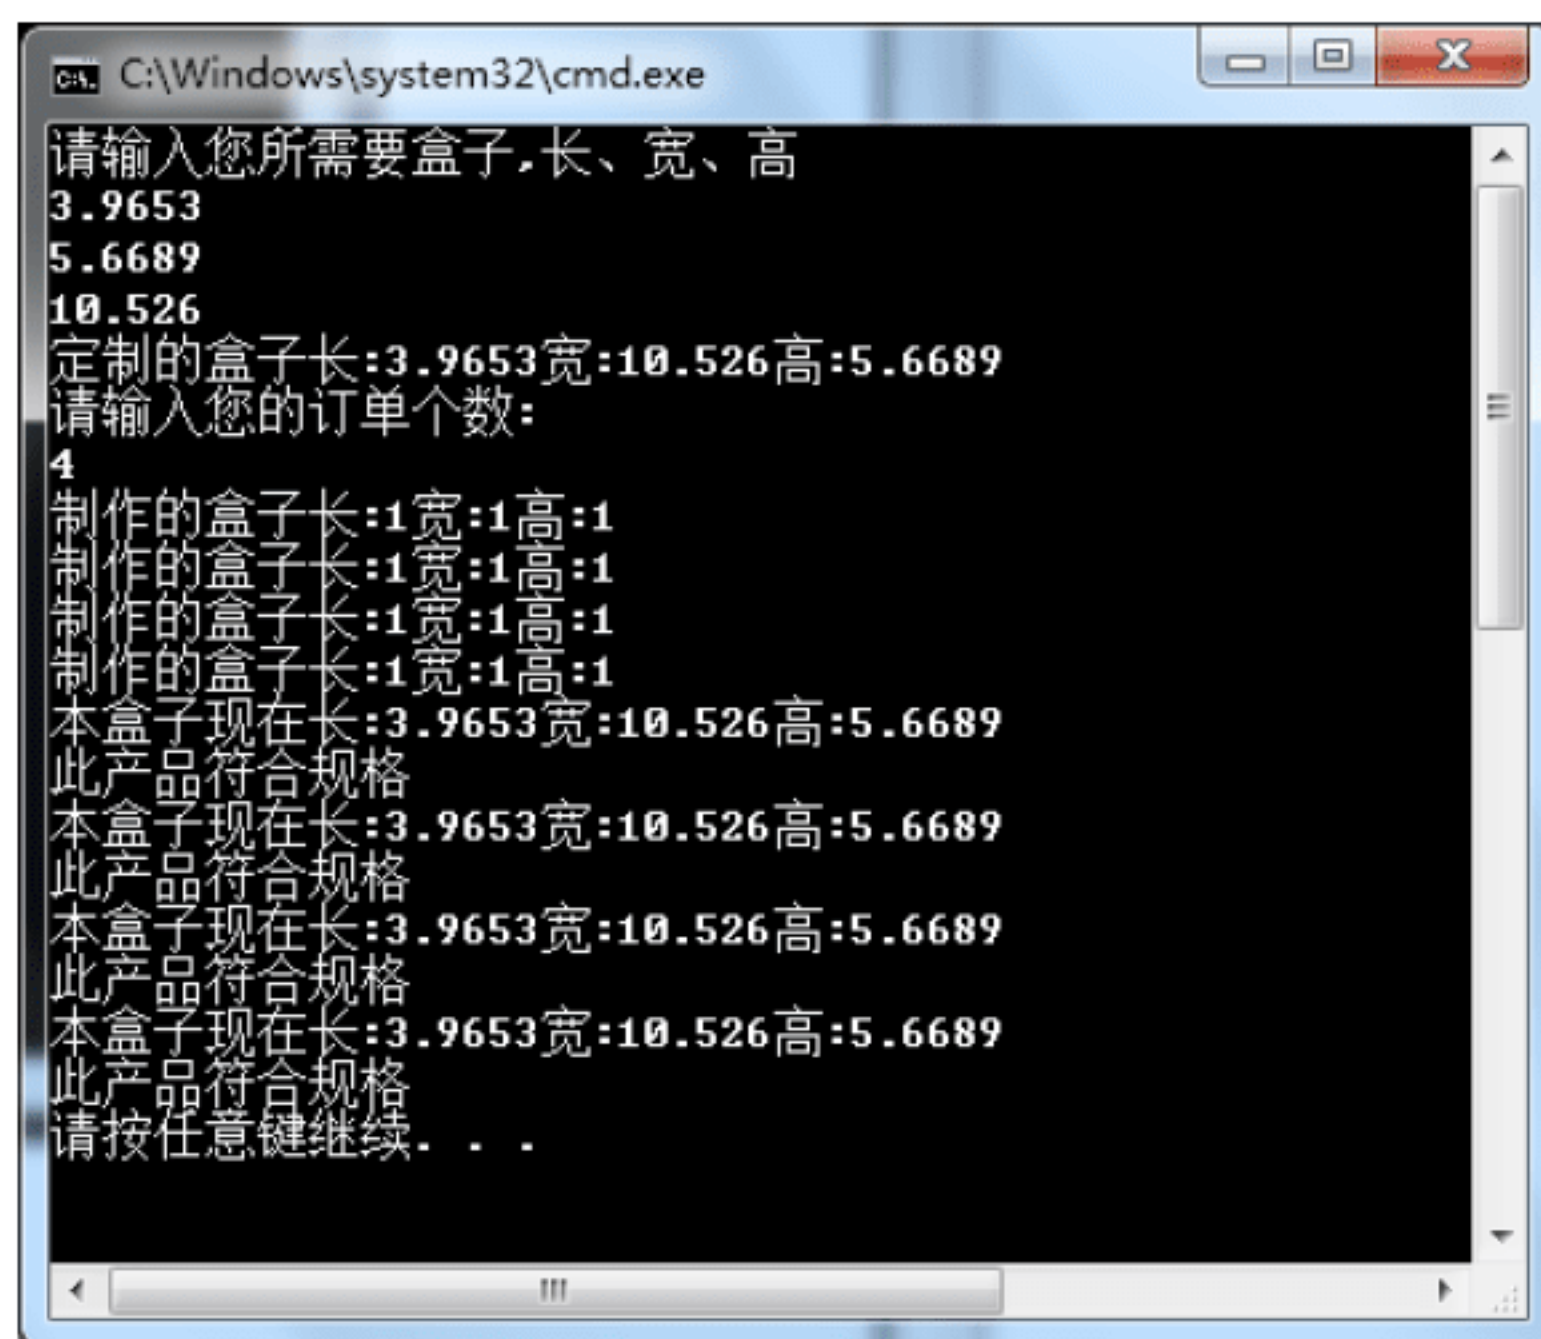 C:\Windows\system32\cmd.exe
请输入您所需要盒子,长、宽、高
3.9653
5.6689
10.526
定制的盒子长:3.9653宽:10.526高:5.6689
请输入您的订单个数:
4
制作的盒子长:1宽:1高:1
制作的盒子长:1宽:1高:1
制作的盒子长:1宽:1高:1
制作的盒子长:1宽:1高:1
本盒子现在长:3.9653宽:10.526高:5.6689
此产品符合规格
本盒子现在长:3.9653宽:10.526高:5.6689
此产品符合规格
本盒子现在长:3.9653宽:10.526高:5.6689
此产品符合规格
本盒子现在长:3.9653宽:10.526高:5.6689
此产品符合规格
请按任意键继续. . .